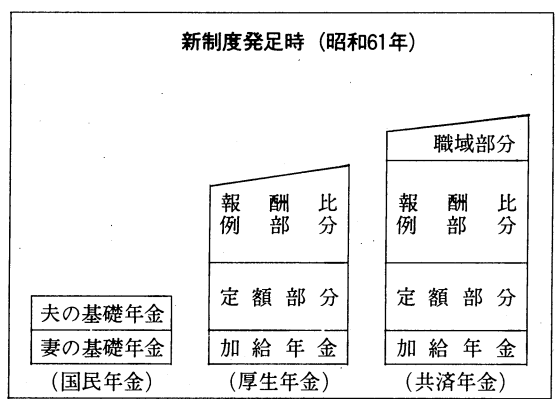 新制度発足時（昭和61年）
夫の基礎年金
妻の基礎年金
（国民年金）
報酬比
例部分
定額部分
加給年金
（厚生年金）
職域部分
報酬比
例部分
定額部分
加給年金
（共済年金）